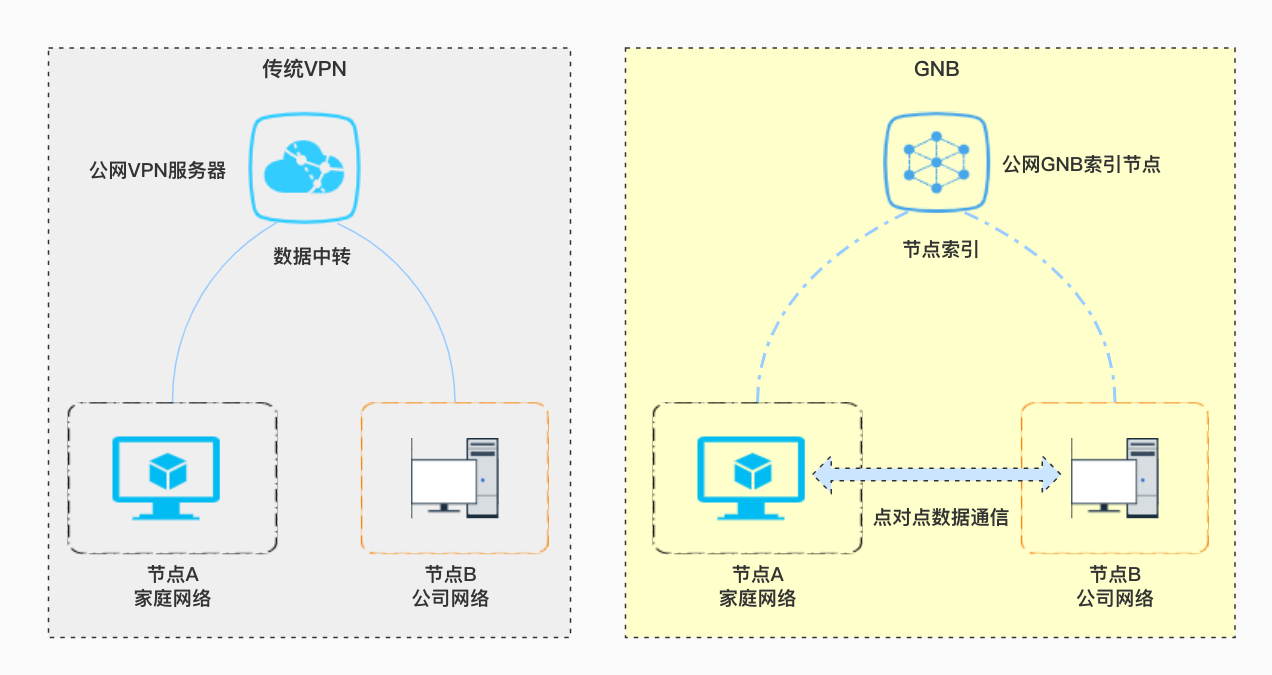 传统VPN
公网VPN服务器
数据中转
节点A
家庭网络
节点B
公司网络
GNB
公网GNB索引节点
节点索引
点对点数据通信
节点A
家庭网络
节点B
公司网络